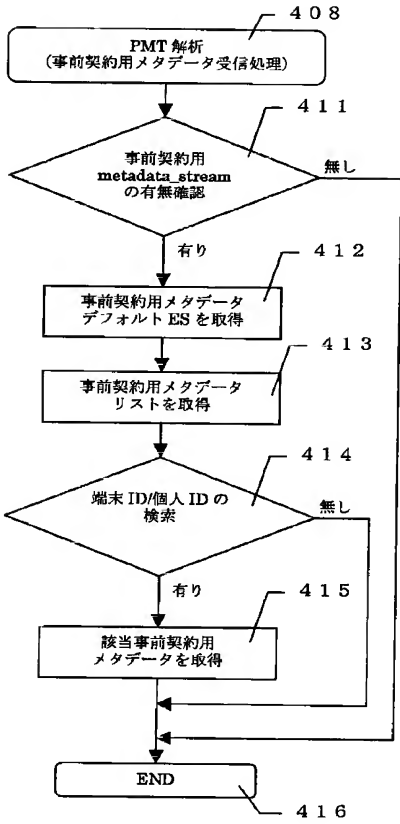 408
PMT 解析
(事前契約用メタデータ受信処理)
411
事前契約用
metadata_stream
の有無確認
無し
有り
412
事前契約用メタデータ
デフォルト ES を取得
413
事前契約用メタデータ
リストを取得
414
端末 ID/個人 ID の
検索
無し
有り
415
該当事前契約用
メタデータを取得
END
416